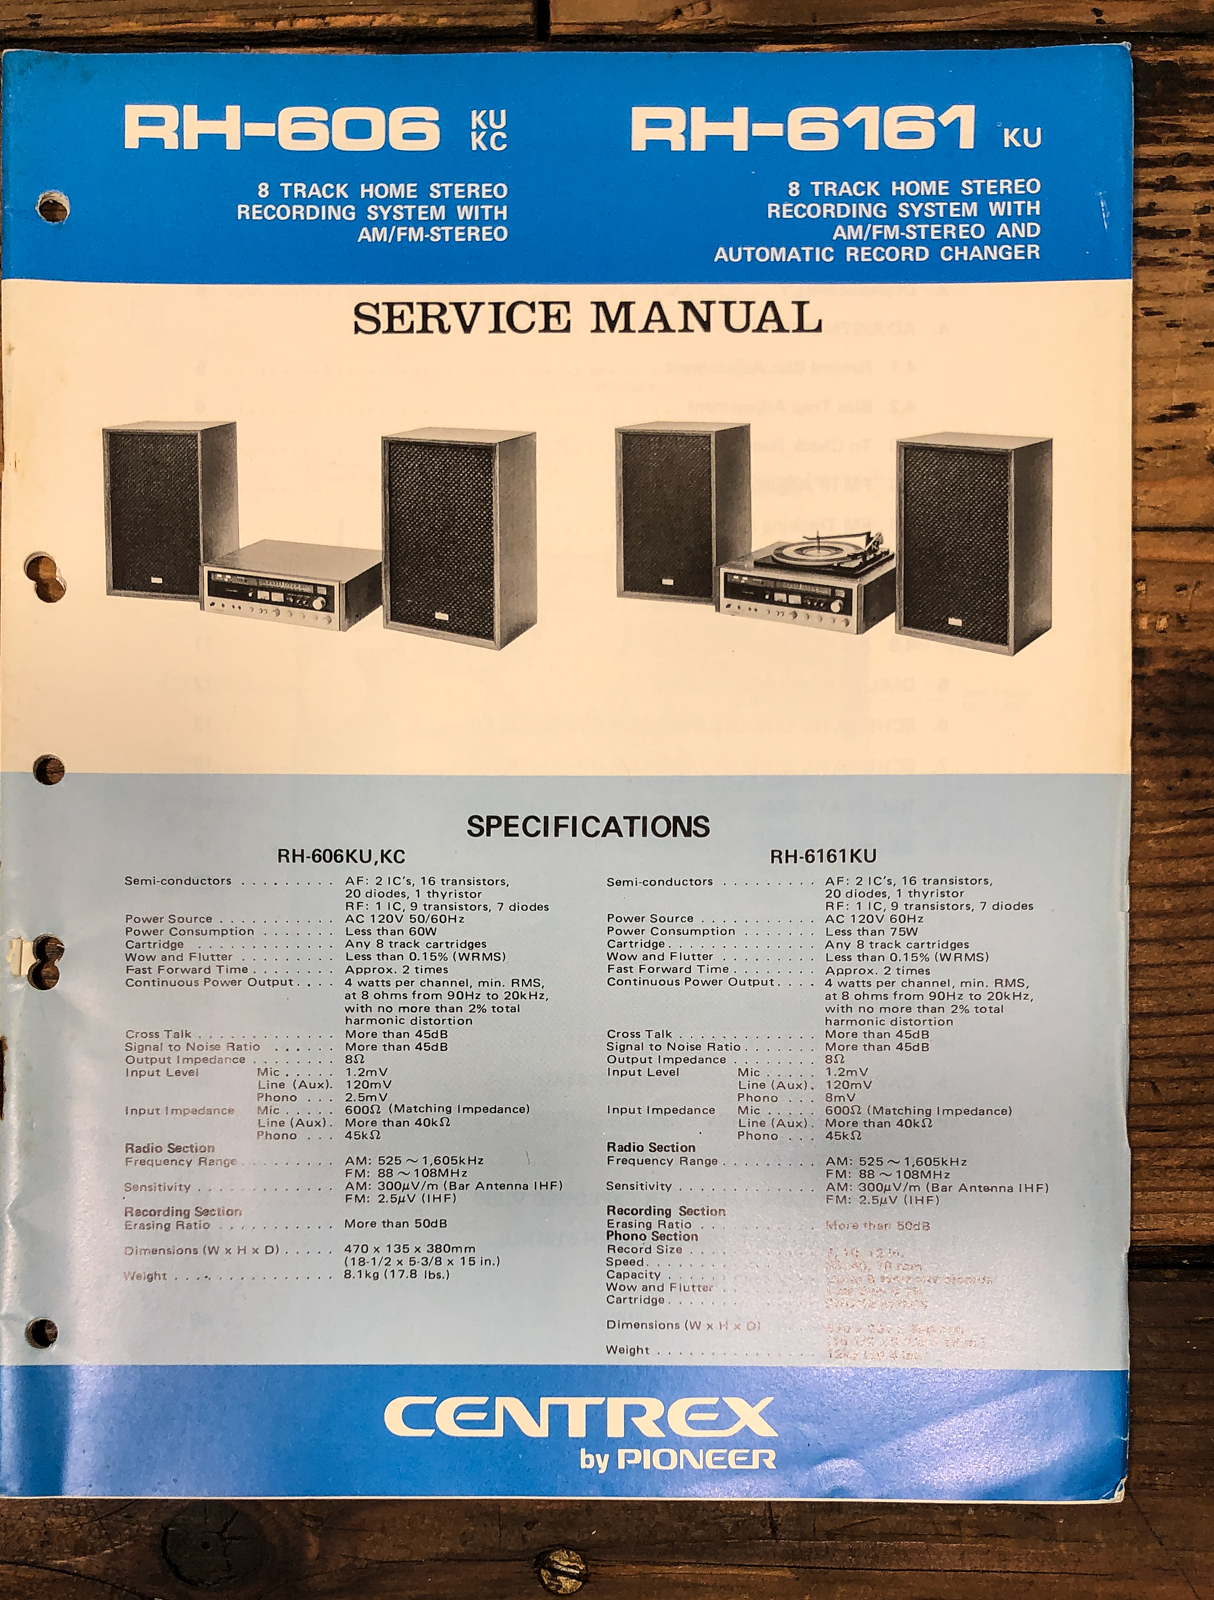 RH-606 KU
KC
8 TRACK HOME STEREO
RECORDING SYSTEM WITH
AM/FM-STEREO
RH-6161 KU
8 TRACK HOME STEREO
RECORDING SYSTEM WITH
AM/FM-STEREO AND
AUTOMATIC RECORD CHANGER
SERVICE MANUAL
SPECIFICATIONS
RH-606KU,KC
Semi-conductors . . . . . . . . . AF: 2 IC's, 16 transistors,
20 diodes, 1 thyristor
RF: 1 IC, 9 transistors, 7 diodes
Power Source . . . . . . . . . . . AC 120V 50/60Hz
Power Consumption . . . . . . . Less than 60W
Cartridge . . . . . . . . . . . . . Any 8 track cartridges
Wow and Flutter . . . . . . . . . Less than 0.15% (WRMS)
Fast Forward Time . . . . . . . . Approx. 2 times
Continuous Power Output . . . . 4 watts per channel, min. RMS,
at 8 ohms from 90Hz to 20kHz,
with no more than 2% total
harmonic distortion
Cross Talk . . . . . . . . . . . . . More than 45dB
Signal to Noise Ratio . . . . . . More than 45dB
Output Impedance . . . . . . . . 8Ω
Input Level Mic . . . . . 1.2mV
Line (Aux). 120mV
Phono . . . 2.5mV
Input Impedance Mic . . . . . 600Ω (Matching Impedance)
Line (Aux). More than 40kΩ
Phono . . . 45kΩ
Radio Section
Frequency Range . . . . . . . . . AM: 525 ~ 1,605kHz
FM: 88 ~ 108MHz
Sensitivity . . . . . . . . . . . . . AM: 300μV/m (Bar Antenna IHF)
FM: 2.5μV (IHF)
Recording Section
Erasing Ratio . . . . . . . . . . . More than 50dB
Dimensions (W x H x D) . . . . . 470 x 135 x 380mm
(18-1/2 x 5-3/8 x 15 in.)
Weight . . . . . . . . . . . . . . . 8.1kg (17.8 lbs.)
RH-6161KU
Semi-conductors . . . . . . . . . AF: 2 IC's, 16 transistors,
20 diodes, 1 thyristor
RF: 1 IC, 9 transistors, 7 diodes
Power Source . . . . . . . . . . . AC 120V 60Hz
Power Consumption . . . . . . . Less than 75W
Cartridge . . . . . . . . . . . . . Any 8 track cartridges
Wow and Flutter . . . . . . . . . Less than 0.15% (WRMS)
Fast Forward Time . . . . . . . . Approx. 2 times
Continuous Power Output . . . . 4 watts per channel, min. RMS,
at 8 ohms from 90Hz to 20kHz,
with no more than 2% total
harmonic distortion
Cross Talk . . . . . . . . . . . . . More than 45dB
Signal to Noise Ratio . . . . . . . More than 45dB
Output Impedance . . . . . . . . 8Ω
Input Level Mic . . . . . 1.2mV
Line (Aux). 120mV
Phono . . . 8mV
Input Impedance Mic . . . . . 600Ω (Matching Impedance)
Line (Aux). More than 40kΩ
Phono . . . 45kΩ
Radio Section
Frequency Range . . . . . . . . . AM: 525 ~ 1,605kHz
FM: 88 ~ 108MHz
Sensitivity . . . . . . . . . . . . . AM: 300μV/m (Bar Antenna IHF)
FM: 2.5μV (IHF)
Recording Section
Erasing Ratio . . . . . . . . . . . More than 50dB
Phono Section
Record Size . . . .
Speed . . . .
Capacity . . . .
Wow and Flutter . . . .
Cartridge . . . .
Dimensions (W x H x D)
Weight . . . . . . . . . . . . . . .
CENTREX
by PIONEER